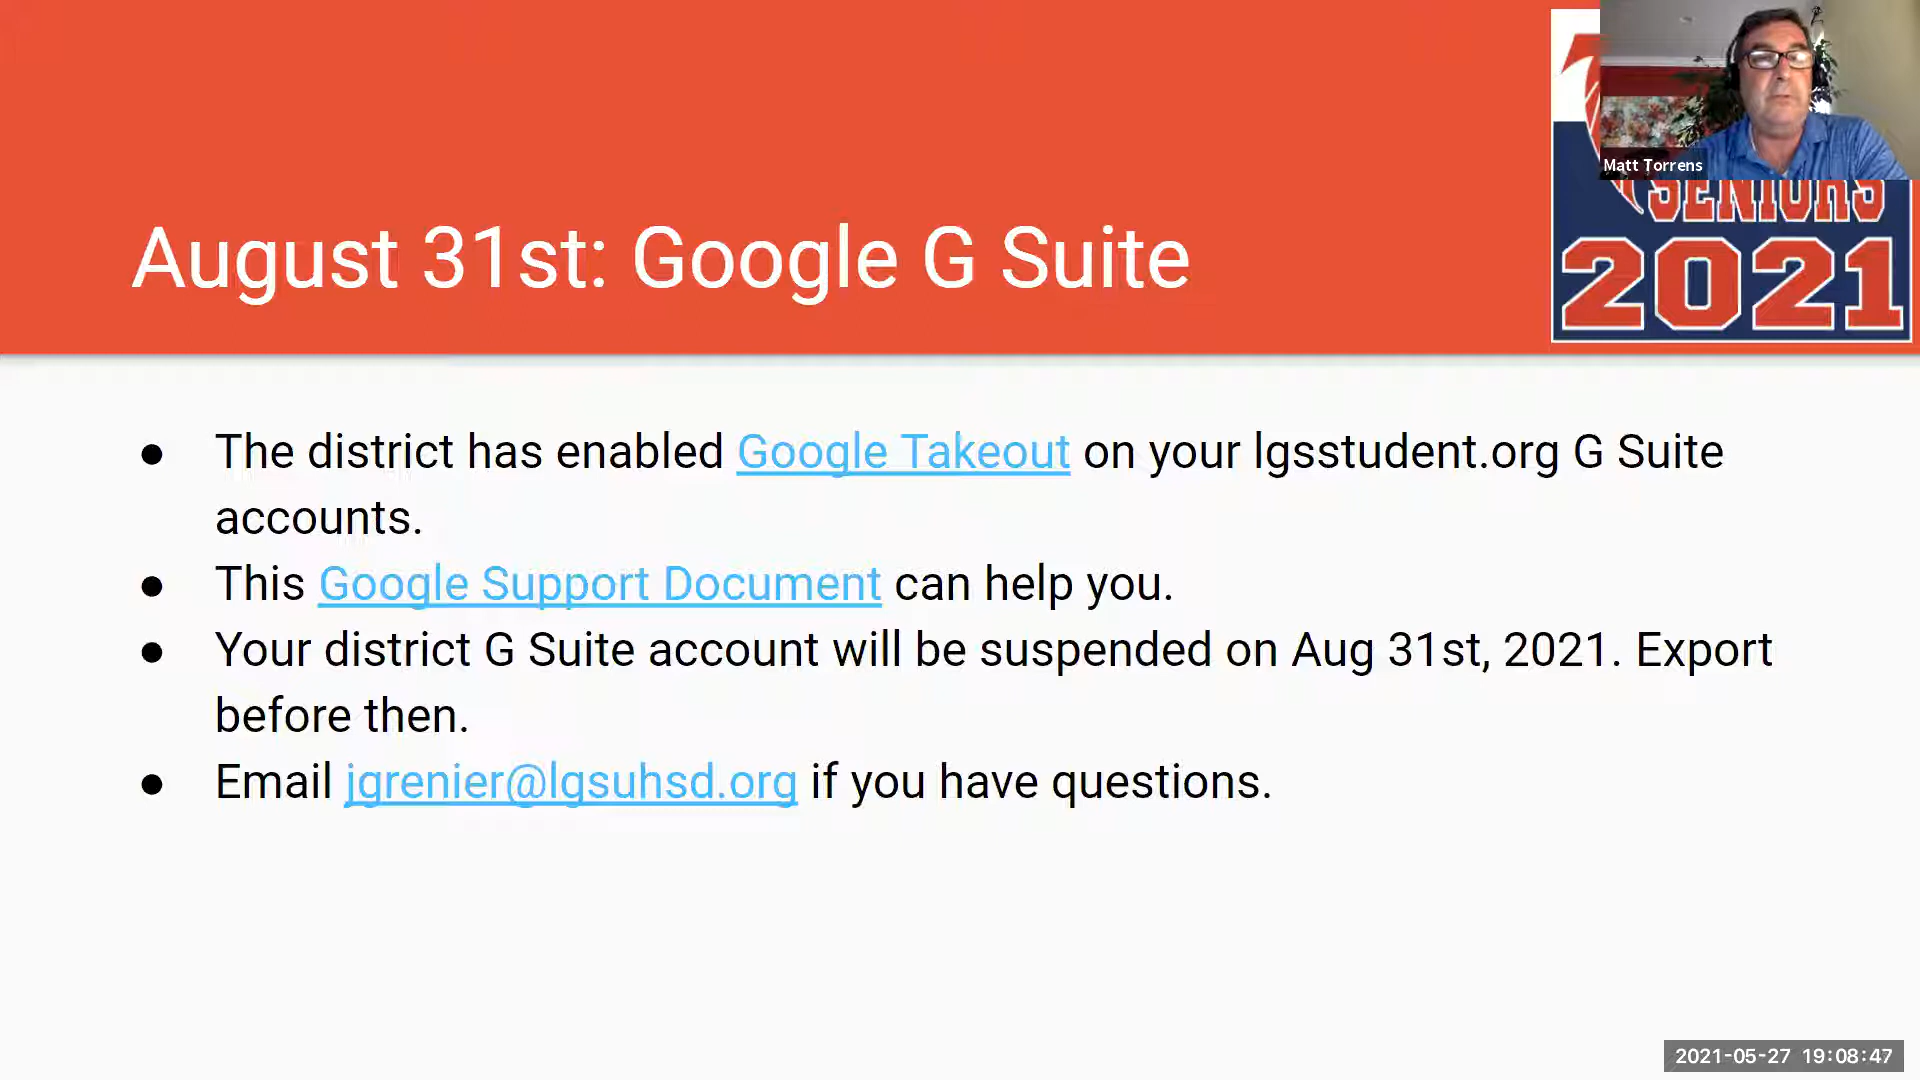 Matt Torrens
SENIORS
2021
August 31st: Google G Suite
● The district has enabled Google Takeout on your lgsstudent.org G Suite
accounts.
● This Google Support Document can help you.
● Your district G Suite account will be suspended on Aug 31st, 2021. Export
before then.
● Email jgrenier@lgsuhsd.org if you have questions.
2021-05-27 19:08:47